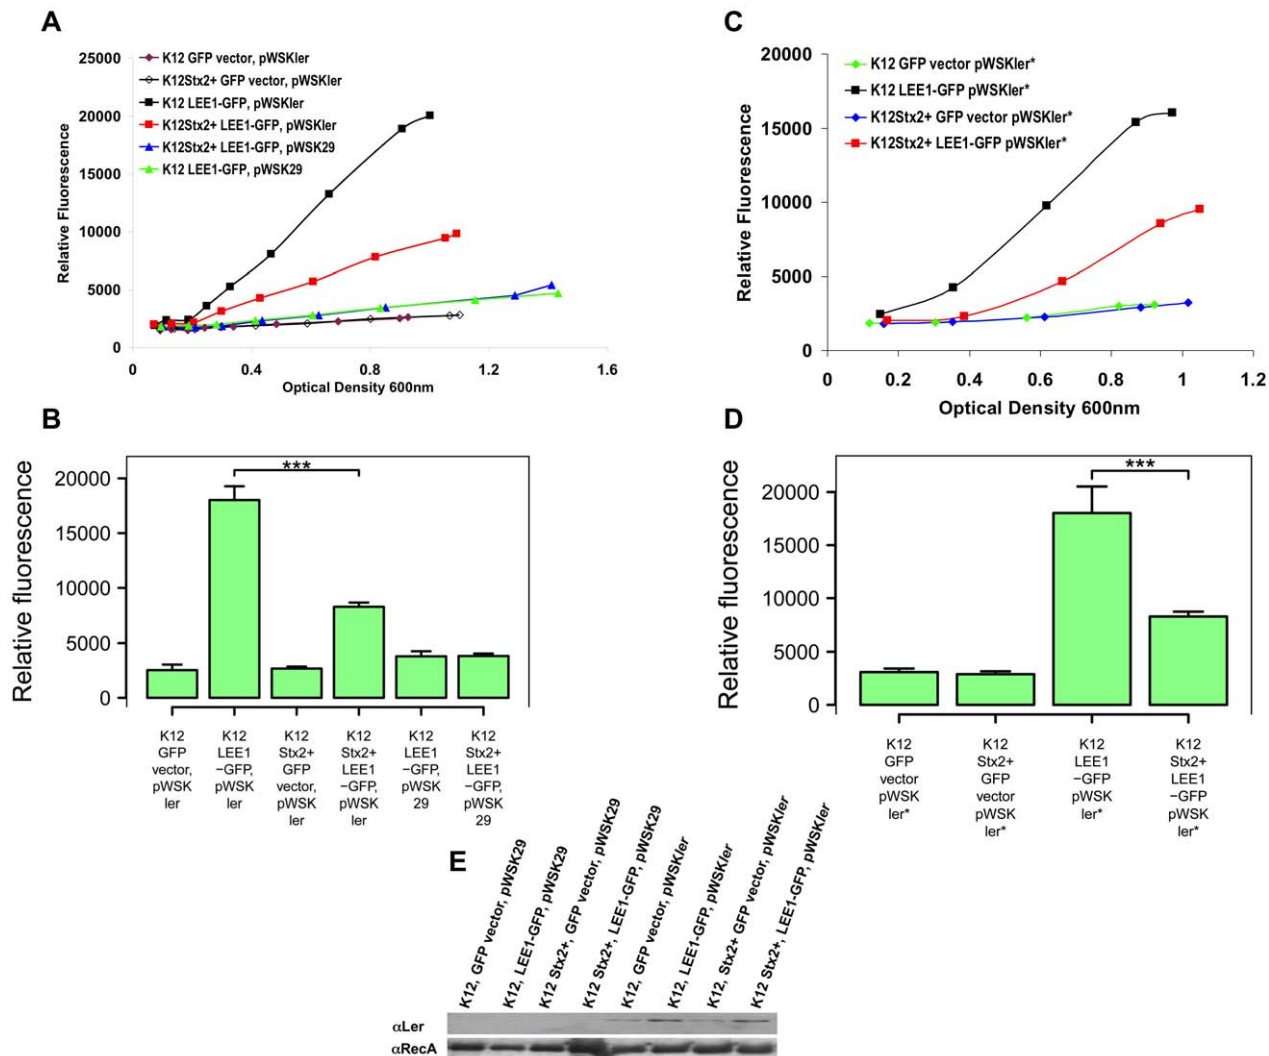 A
25000
20000
15000
10000
5000
0
Relative Fluorescence
K12 GFP vector, pWSKler
K12Stx2+ GFP vector, pWSKler
K12 LEE1-GFP, pWSKler
K12Stx2+ LEE1-GFP, pWSKler
K12Stx2+ LEE1-GFP, pWSK29
K12 LEE1-GFP, pWSK29
0
0.4
0.8
1.2
1.6
Optical Density 600nm
C
20000
15000
10000
5000
0
Relative Fluorescence
K12 GFP vector pWSKler*
K12 LEE1-GFP pWSKler*
K12Stx2+ GFP vector pWSKler*
K12Stx2+ LEE1-GFP pWSKler*
0
0.2
0.4
0.6
0.8
1
1.2
Optical Density 600nm
B
Relative fluorescence
20000
15000
10000
5000
0
***
K12
GFP
vector,
pWSK
ler
K12
LEE1
−GFP,
pWSK
ler
K12
Stx2+
GFP
vector,
pWSK
ler
K12
Stx2+
LEE1
−GFP,
pWSK
ler
K12
LEE1
−GFP,
pWSK
29
K12
Stx2+
LEE1
−GFP,
pWSK
29
D
Relative fluorescence
20000
15000
10000
5000
0
***
K12
GFP
vector
pWSK
ler*
K12
Stx2+
GFP
vector
pWSK
ler*
K12
LEE1
−GFP
pWSK
ler*
K12
Stx2+
LEE1
−GFP
pWSK
ler*
E
K12, GFP vector, pWSK29
K12, LEE1-GFP, pWSK29
K12 Stx2+, GFP vector, pWSK29
K12 Stx2+, LEE1-GFP, pWSK29
K12, GFP vector, pWSKler
K12, LEE1-GFP, pWSKler
K12, Stx2+ GFP vector, pWSKler
K12 Stx2+, LEE1-GFP, pWSKler
αLer
αRecA